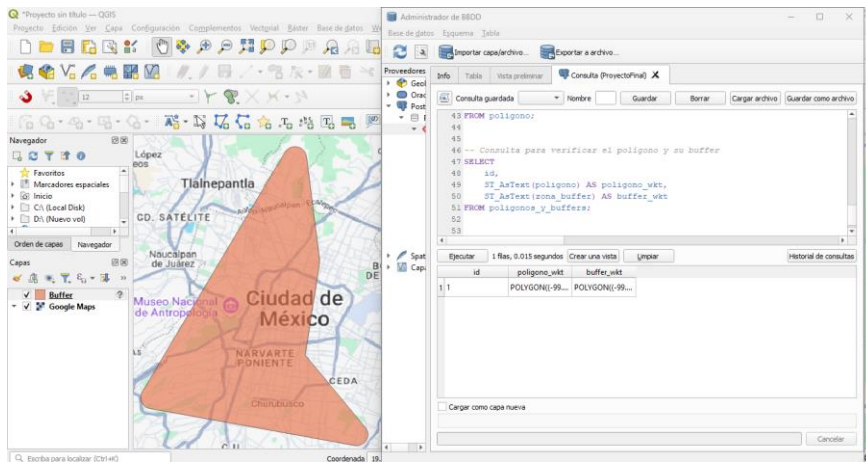 *Proyecto sin título — QGIS
Proyecto Edición Ver Capa Configuración Complementos Vectorial Ráster Base de datos
12
px
Navegador
Favoritos
Marcadores espaciales
Inicio
C:\ (Local Disk)
D:\ (Nuevo vol)
Orden de capas Navegador
Capas
Buffer
Google Maps
López
eos
Tlalnepantla
CD. SATÉLITE
Naucalpan
de Juárez
Museo Nacional
de Antropología
Ciudad de
México
NARVARTE
PONIENTE
CEDA
Churubusco
Escriba para localizar (Ctrl+K)
Coordenada 19.
Administrador de BBDD
Base de datos Esquema Tabla
Importar capa/archivo... Exportar a archivo...
Proveedores
Info Tabla Vista preliminar Consulta (ProyectoFinal) X
Consulta guardada Nombre Guardar Borrar Cargar archivo Guardar como archivo
43 FROM poligono;
44
45
46 -- Consulta para verificar el polígono y su buffer
47 SELECT
48 id,
49 ST_AsText(poligono) AS poligono_wkt,
50 ST_AsText(zona_buffer) AS buffer_wkt
51 FROM poligonos_y_buffers;
52
53
Ejecutar 1 filas, 0.015 segundos Crear una vista Limpiar Historial de consultas
id poligono_wkt buffer_wkt
1 1 POLYGON((-99.... POLYGON((-99....
Cargar como capa nueva
Cancelar